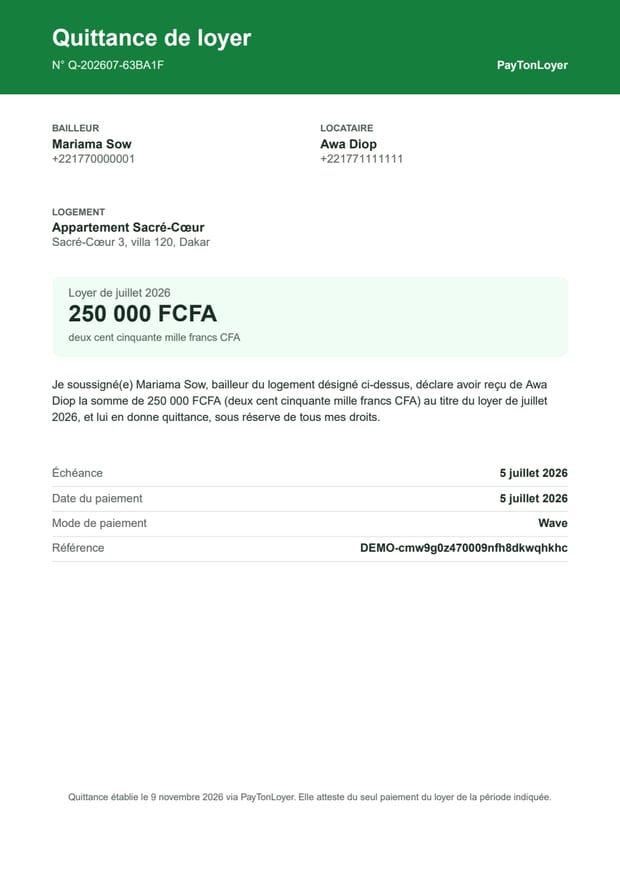 Quittance de loyer
N° Q-202607-63BA1F
PayTonLoyer
BAILLEUR
Mariama Sow
+221770000001
LOCATAIRE
Awa Diop
+221771111111
LOGEMENT
Appartement Sacré-Cœur
Sacré-Cœur 3, villa 120, Dakar
Loyer de juillet 2026
250 000 FCFA
deux cent cinquante mille francs CFA
Je soussigné(e) Mariama Sow, bailleur du logement désigné ci-dessus, déclare avoir reçu de Awa
Diop la somme de 250 000 FCFA (deux cent cinquante mille francs CFA) au titre du loyer de juillet
2026, et lui en donne quittance, sous réserve de tous mes droits.
Échéance 5 juillet 2026
Date du paiement 5 juillet 2026
Mode de paiement Wave
Référence DEMO-cmw9g0z470009nfh8dkwqhkhc
Quittance établie le 9 novembre 2026 via PayTonLoyer. Elle atteste du seul paiement du loyer de la période indiquée.